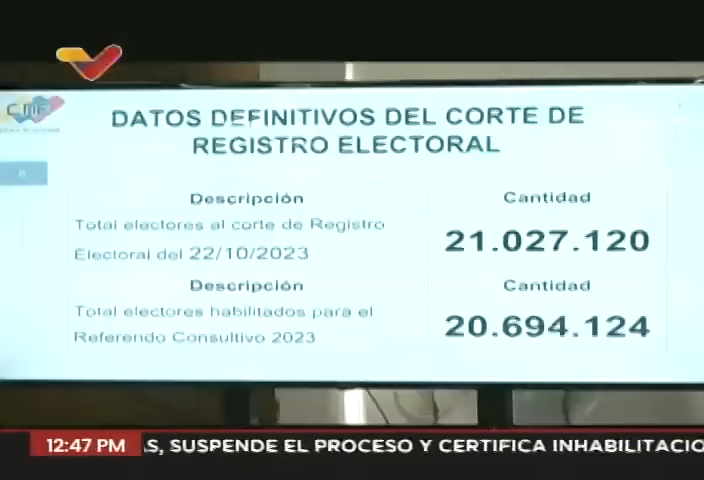 CNE
DATOS DEFINITIVOS DEL CORTE DE
REGISTRO ELECTORAL
Descripción
Cantidad
Total electores al corte de Registro
Electoral del 22/10/2023
21.027.120
Descripción
Cantidad
Total electores habilitados para el
Referendo Consultivo 2023
20.694.124
12:47 PM
AS, SUSPENDE EL PROCESO Y CERTIFICA INHABILITACIO